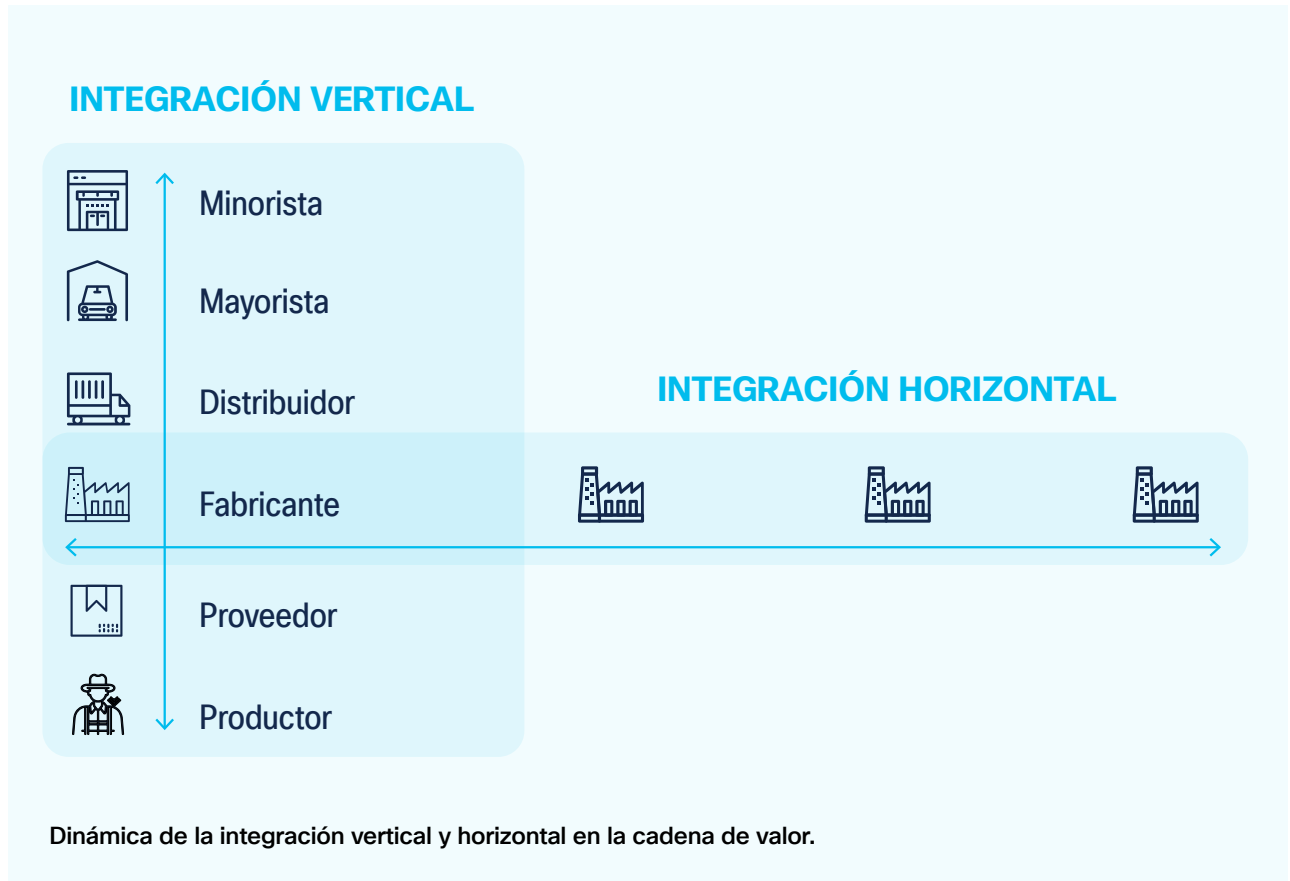 INTEGRACIÓN VERTICAL
Minorista
Mayorista
Distribuidor
INTEGRACIÓN HORIZONTAL
Fabricante
Proveedor
Productor
Dinámica de la integración vertical y horizontal en la cadena de valor.